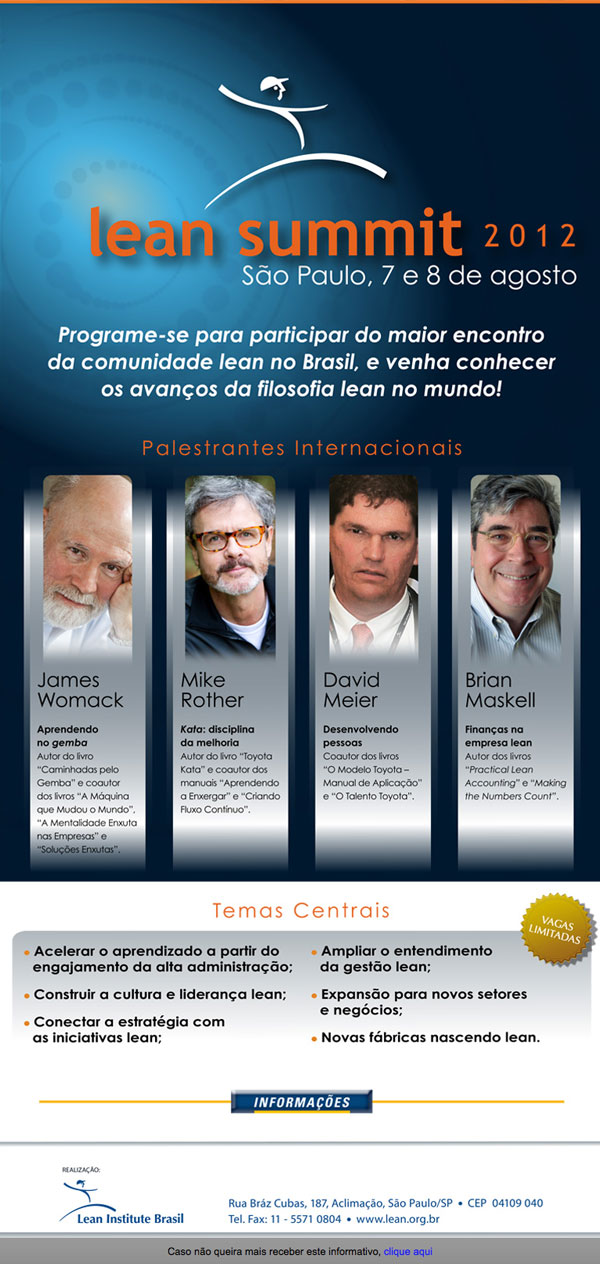 lean summit 2012
São Paulo, 7 e 8 de agosto
Programe-se para participar do maior encontro
da comunidade lean no Brasil, e venha conhecer
os avanços da filosofia lean no mundo!
Palestrantes Internacionais
James
Womack
Aprendendo
no gemba
Autor do livro
“Caminhadas pelo
Gemba” e coautor
dos livros “A Máquina
que Mudou o Mundo”,
“A Mentalidade Enxuta
nas Empresas” e
“Soluções Enxutas”.
Mike
Rother
Kata: disciplina
da melhoria
Autor do livro “Toyota
Kata” e coautor dos
manuais “Aprendendo
a Enxergar” e “Criando
Fluxo Contínuo”.
David
Meier
Desenvolvendo
pessoas
Coautor dos livros
“O Modelo Toyota –
Manual de Aplicação”
e “O Talento Toyota”.
Brian
Maskell
Finanças na
empresa lean
Autor dos livros
“Practical Lean
Accounting” e “Making
the Numbers Count”.
Temas Centrais
VAGAS
LIMITADAS
• Acelerar o aprendizado a partir do
engajamento da alta administração;
• Construir a cultura e liderança lean;
• Conectar a estratégia com
as iniciativas lean;
• Ampliar o entendimento
da gestão lean;
• Expansão para novos setores
e negócios;
• Novas fábricas nascendo lean.
INFORMAÇÕES
REALIZAÇÃO:
Lean Institute Brasil
Rua Bráz Cubas, 187, Aclimação, São Paulo/SP • CEP 04109 040
Tel. Fax: 11 - 5571 0804 • www.lean.org.br
Caso não queira mais receber este informativo, clique aqui